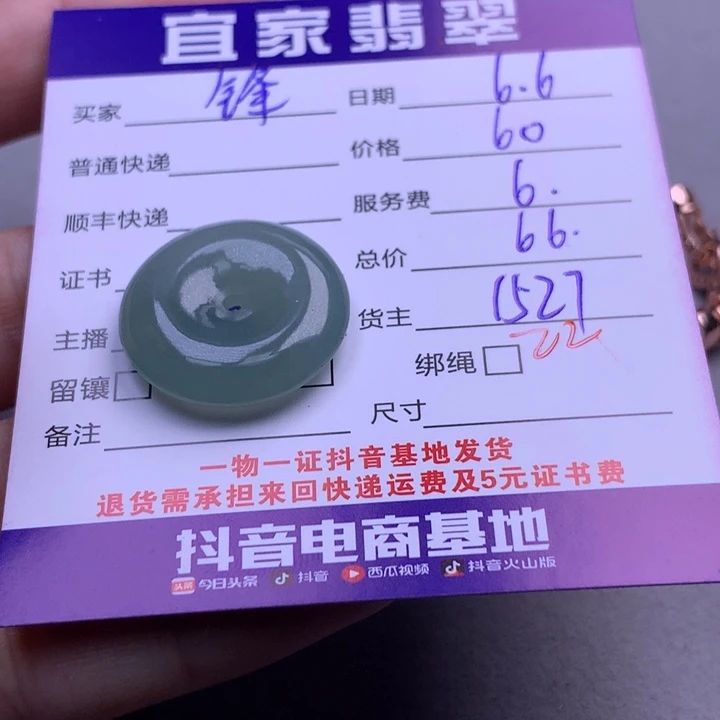 宜家翡翠
买家 锋 日期 6.6
普通快递 价格 60
顺丰快递 服务费 6.
证书 总价 66.
主播 货主 1527
22
留镶 绑绳
备注 尺寸
一物一证抖音基地发货
退货需承担来回快递运费及5元证书费
抖音电商基地
头条 今日头条 抖音 西瓜视频 抖音火山版